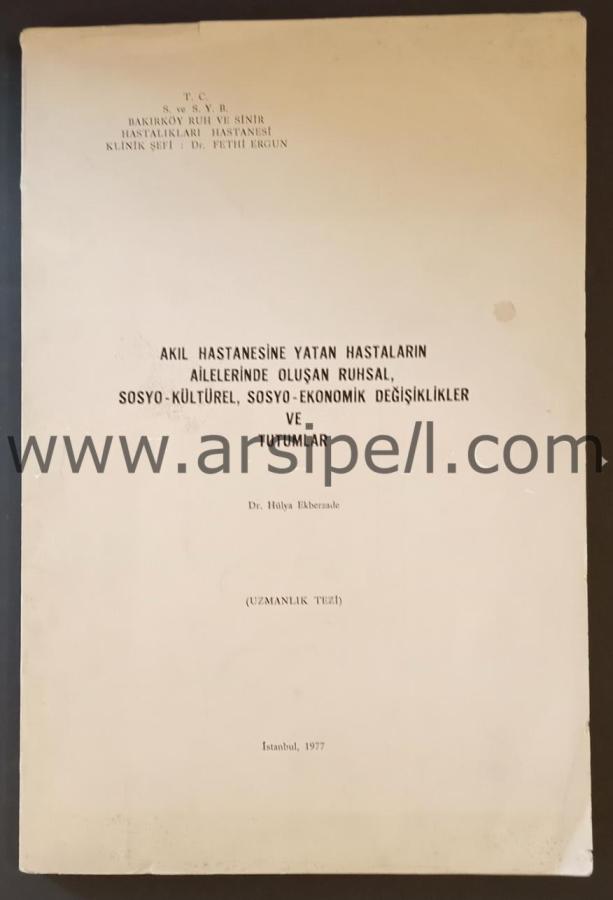 T. C.
S. ve S. Y. B.
BAKIRKÖY RUH VE SİNİR
HASTALIKLARI HASTANESİ
KLİNİK ŞEFİ : Dr. FETHİ ERGUN
AKIL HASTANESİNE YATAN HASTALARIN
AİLELERİNDE OLUŞAN RUHSAL,
SOSYO-KÜLTÜREL, SOSYO-EKONOMİK DEĞİŞİKLİKLER
VE
TUTUMLAR
www.arsipell.com
Dr. Hülya Ekberzade
(UZMANLIK TEZİ)
İstanbul, 1977